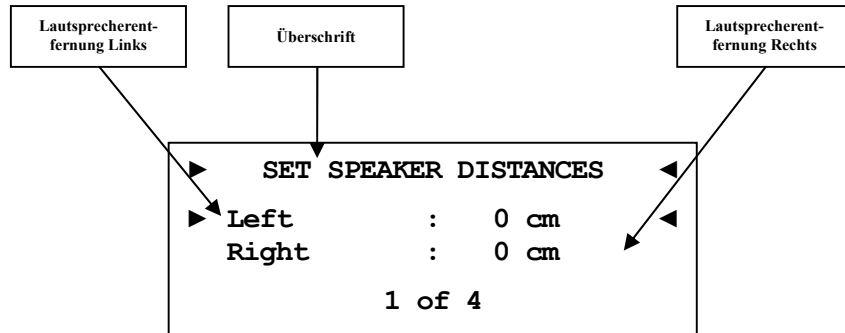 Lautsprecherent-
fernung Links
Überschrift
Lautsprecherent-
fernung Rechts
► SET SPEAKER DISTANCES ◄
► Left : 0 cm ◄
Right : 0 cm
1 of 4